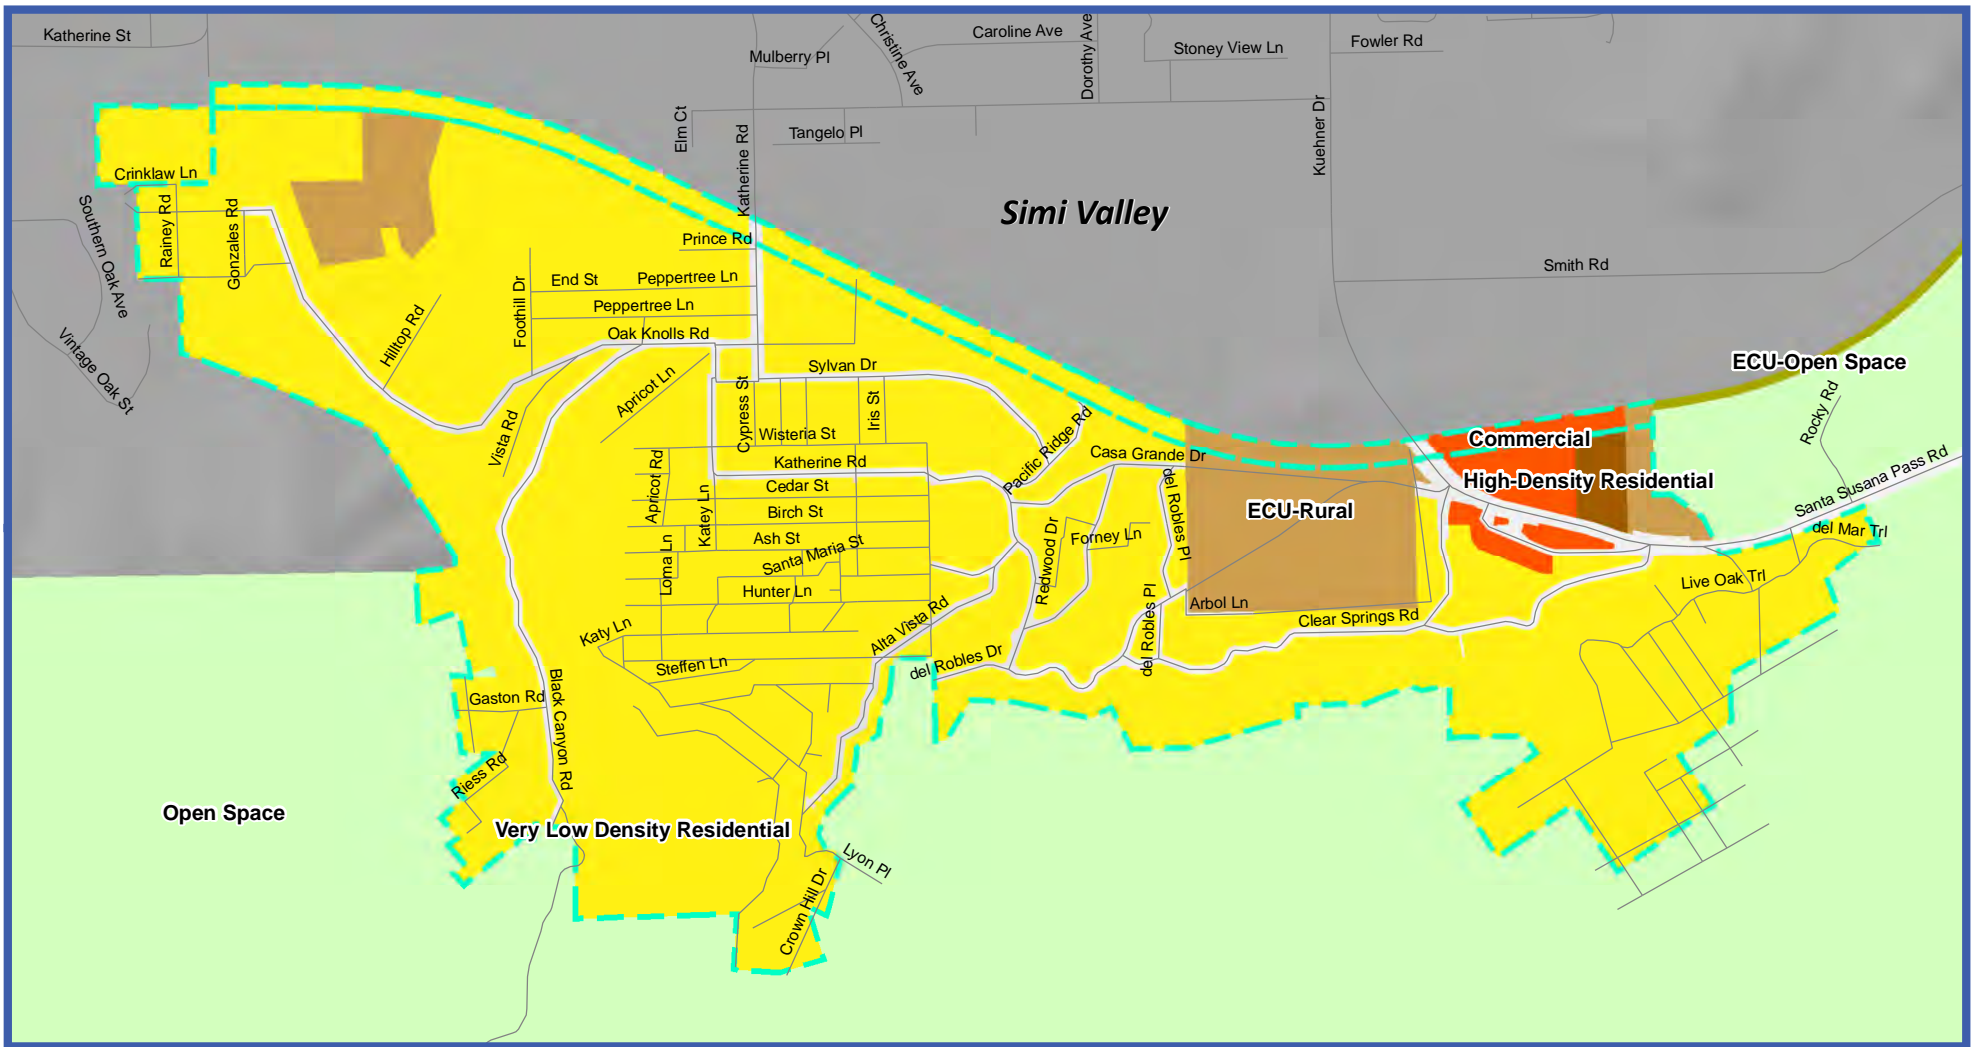 Katherine St
Mulberry Pl
Christine Ave
Caroline Ave
Dorothy Ave
Stoney View Ln
Fowler Rd
Elm Ct
Katherine Rd
Tangelo Pl
Kuehner Dr
Crinklaw Ln
Southern Oak Ave
Rainey Rd
Gonzales Rd
Simi Valley
Prince Rd
Smith Rd
End St
Peppertree Ln
Foothill Dr
Peppertree Ln
Hilltop Rd
Oak Knolls Rd
Vintage Oak St
Sylvan Dr
ECU-Open Space
Apricot Ln
Cypress St
Iris St
Rocky Rd
Vista Rd
Wisteria St
Pacific Ridge Rd
Commercial
Apricot Rd
Katherine Rd
Casa Grande Dr
High-Density Residential
Cedar St
del Robles Pl
Santa Susana Pass Rd
Katey Ln
Birch St
ECU-Rural
del Mar Trl
Ash St
Redwood Dr
Forney Ln
Loma Ln
Santa Maria St
Live Oak Trl
Hunter Ln
Arbol Ln
Clear Springs Rd
Katy Ln
Alta Vista Rd
del Robles Pl
Steffen Ln
del Robles Dr
Gaston Rd
Black Canyon Rd
Riess Rd
Open Space
Very Low Density Residential
Lyon Pl
Crown Hill Dr